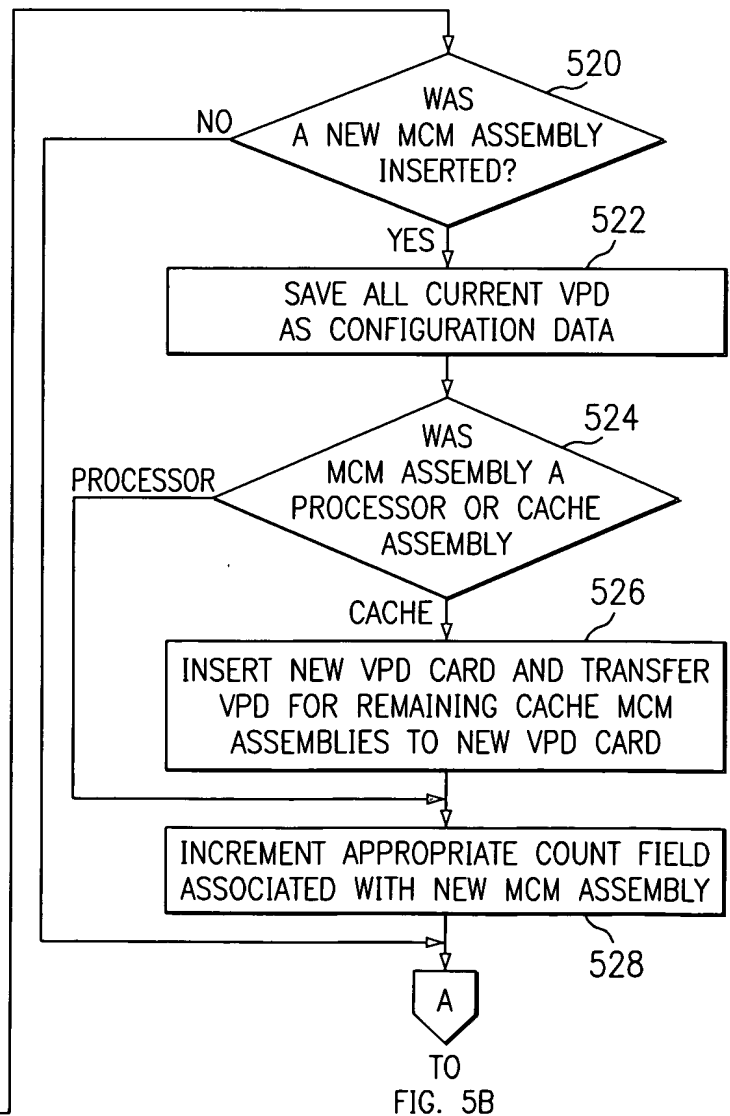 520
WAS
A NEW MCM ASSEMBLY
INSERTED?
NO
YES
522
SAVE ALL CURRENT VPD
AS CONFIGURATION DATA
524
WAS
MCM ASSEMBLY A
PROCESSOR OR CACHE
ASSEMBLY
PROCESSOR
CACHE
526
INSERT NEW VPD CARD AND TRANSFER
VPD FOR REMAINING CACHE MCM
ASSEMBLIES TO NEW VPD CARD
INCREMENT APPROPRIATE COUNT FIELD
ASSOCIATED WITH NEW MCM ASSEMBLY
528
A
TO
FIG. 5B